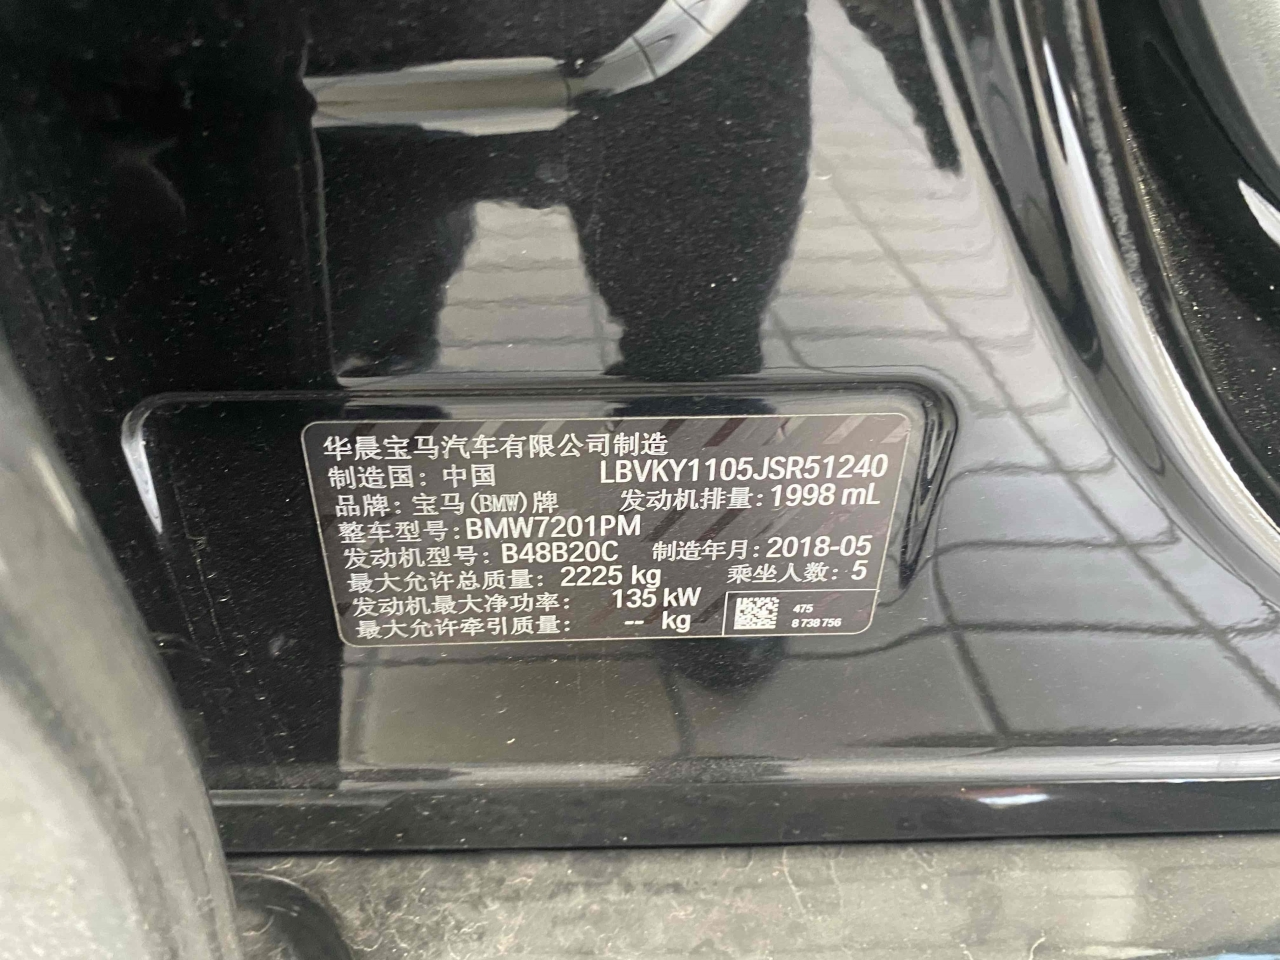 华晨宝马汽车有限公司制造
制造国：中国 LBVKY1105JSR51240
品牌：宝马(BMW)牌 发动机排量：1998 mL
整车型号：BMW7201PM
发动机型号：B48B20C 制造年月：2018-05
最大允许总质量：2225 kg 乘坐人数：5
发动机最大净功率：135 kW
最大允许牵引质量：-- kg
475
8 738 756